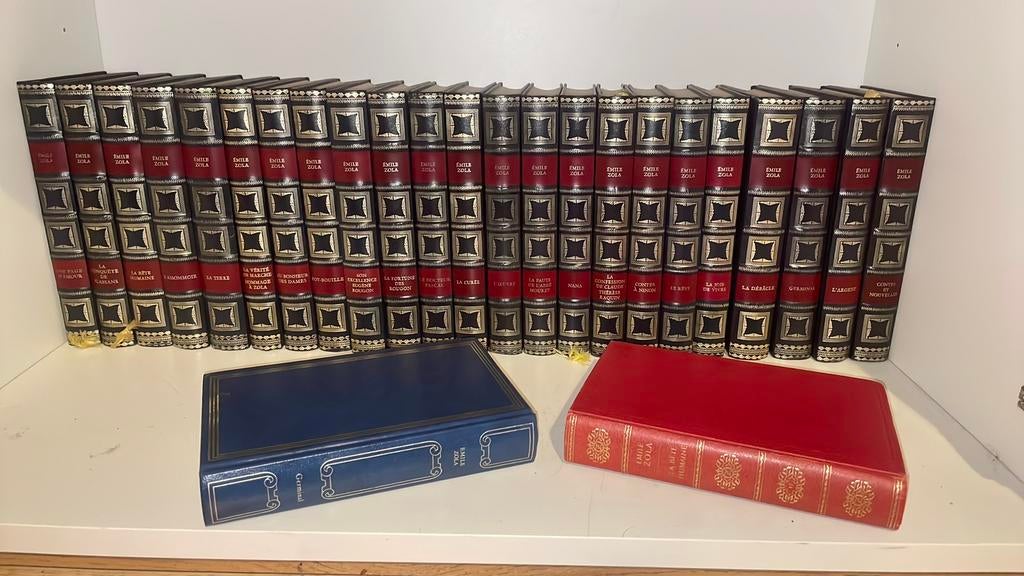 ÉMILE
ZOLA
UNE PAGE
D'AMOUR
ÉMILE
ZOLA
LA
CONQUÊTE
DE
PLASSANS
ÉMILE
ZOLA
LA BÊTE
HUMAINE
ÉMILE
ZOLA
L'ASSOMMOIR
ÉMILE
ZOLA
LA TERRE
ÉMILE
ZOLA
LA VÉRITÉ
EN MARCHE
HOMMAGE
À ZOLA
ÉMILE
ZOLA
AU BONHEUR
DES DAMES
ÉMILE
ZOLA
POT-BOUILLE
ÉMILE
ZOLA
SON
EXCELLENCE
EUGÈNE
ROUGON
ÉMILE
ZOLA
LA FORTUNE
DES
ROUGON
ÉMILE
ZOLA
LE DOCTEUR
PASCAL
ÉMILE
ZOLA
LA CURÉE
ÉMILE
ZOLA
L'ŒUVRE
ÉMILE
ZOLA
LA FAUTE
DE L'ABBÉ
MOURET
ÉMILE
ZOLA
NANA
ÉMILE
ZOLA
LA
CONFESSION
DE CLAUDE
THÉRÈSE
RAQUIN
ÉMILE
ZOLA
CONTES
À NINON
ÉMILE
ZOLA
LE RÊVE
ÉMILE
ZOLA
LA JOIE
DE VIVRE
ÉMILE
ZOLA
LA DÉBÂCLE
ÉMILE
ZOLA
GERMINAL
ÉMILE
ZOLA
L'ARGENT
ÉMILE
ZOLA
CONTES
ET
NOUVELLES
EMILE
ZOLA
Germinal
EMILE
ZOLA
LA BÊTE
HUMAINE